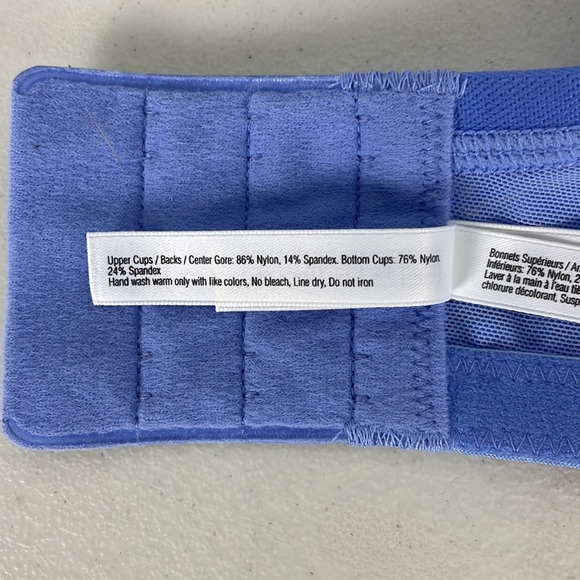 Upper Cups / Backs / Center Gore: 86% Nylon, 14% Spandex. Bottom Cups: 76% Nylon,
24% Spandex
Hand wash warm only with like colors, No bleach, Line dry, Do not iron
Bonnets Supérieurs /
Inférieurs: 76% Nylon,
Laver à la main à l'eau
chlorure décolorant,